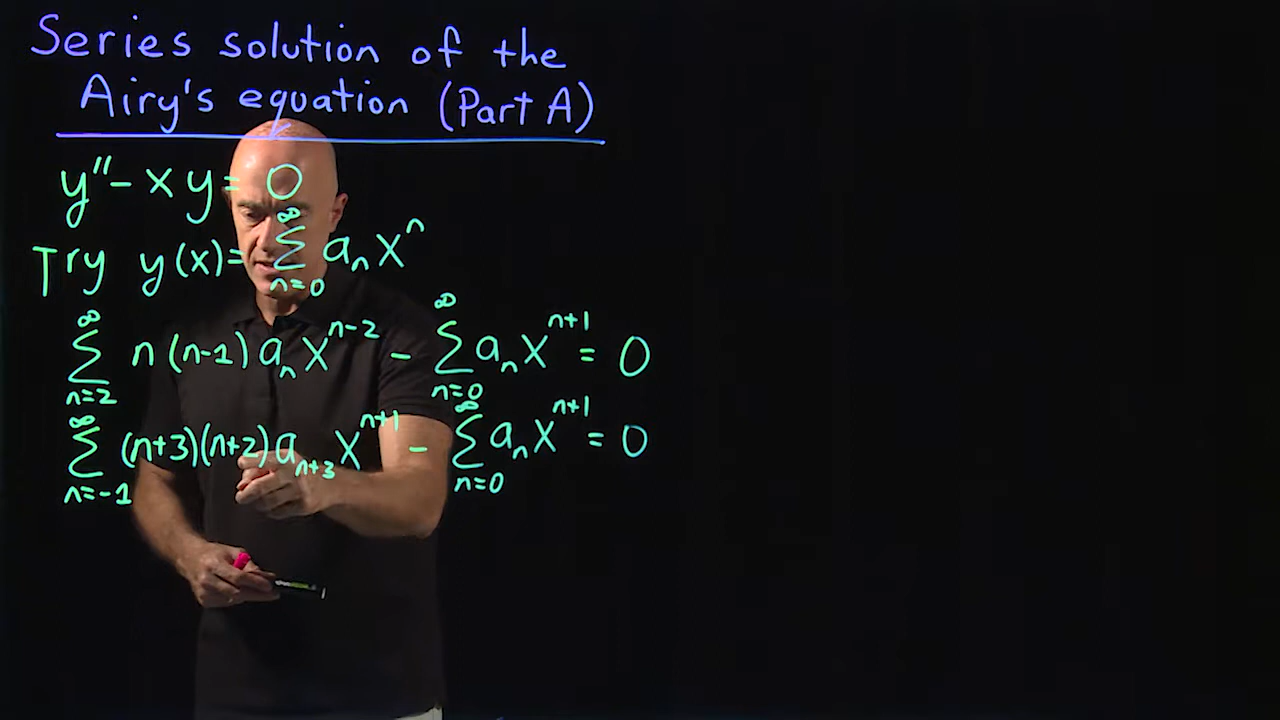 Series solution of the
Airy's equation (Part A)
y'' - xy = 0
Try y(x) = ∑_{n=0}^{∞} a_n x^n
∑_{n=2}^{∞} n(n-1) a_n x^{n-2} - ∑_{n=0}^{∞} a_n x^{n+1} = 0
∑_{n=-1}^{∞} (n+3)(n+2) a_{n+3} x^{n+1} - ∑_{n=0}^{∞} a_n x^{n+1} = 0